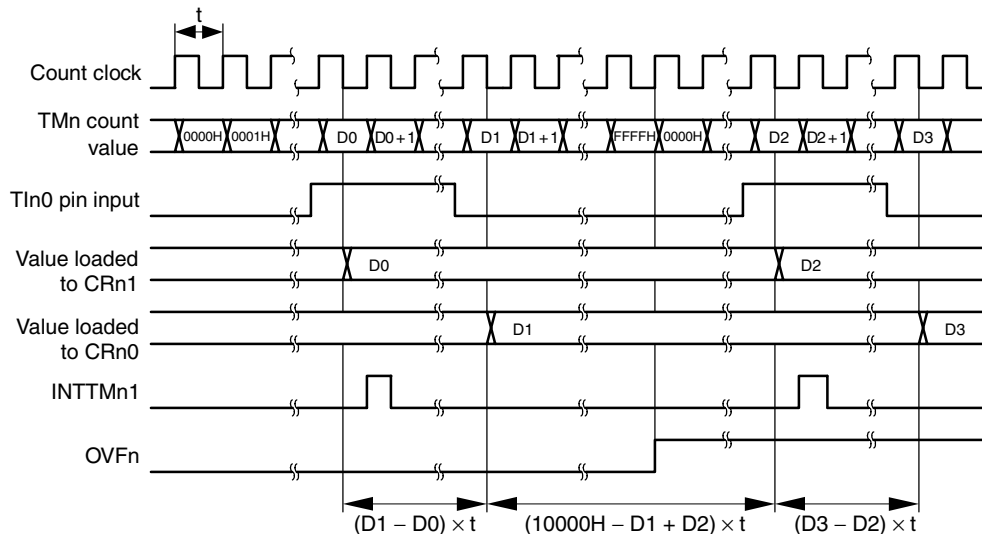 t
Count clock
TMn count
value
0000H 0001H D0 D0+1 D1 D1+1 FFFFH 0000H D2 D2+1 D3
TIn0 pin input
Value loaded
to CRn1
D0 D2
Value loaded
to CRn0
D1 D3
INTTMn1
OVFn
(D1 − D0) × t (10000H − D1 + D2) × t (D3 − D2) × t